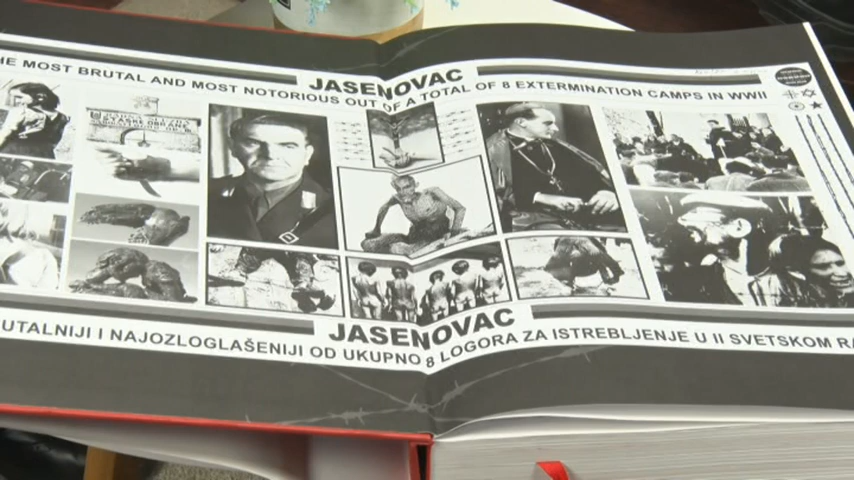 HE MOST BRUTAL AND MOST NOTORIOUS OUT OF A TOTAL OF 8 EXTERMINATION CAMPS IN WWII
JASENOVAC
JASENOVAC
UTALNIJI I NAJOZLOGLAŠENIJI OD UKUPNO 8 LOGORA ZA ISTREBLJENJE U II SVETSKOM RA